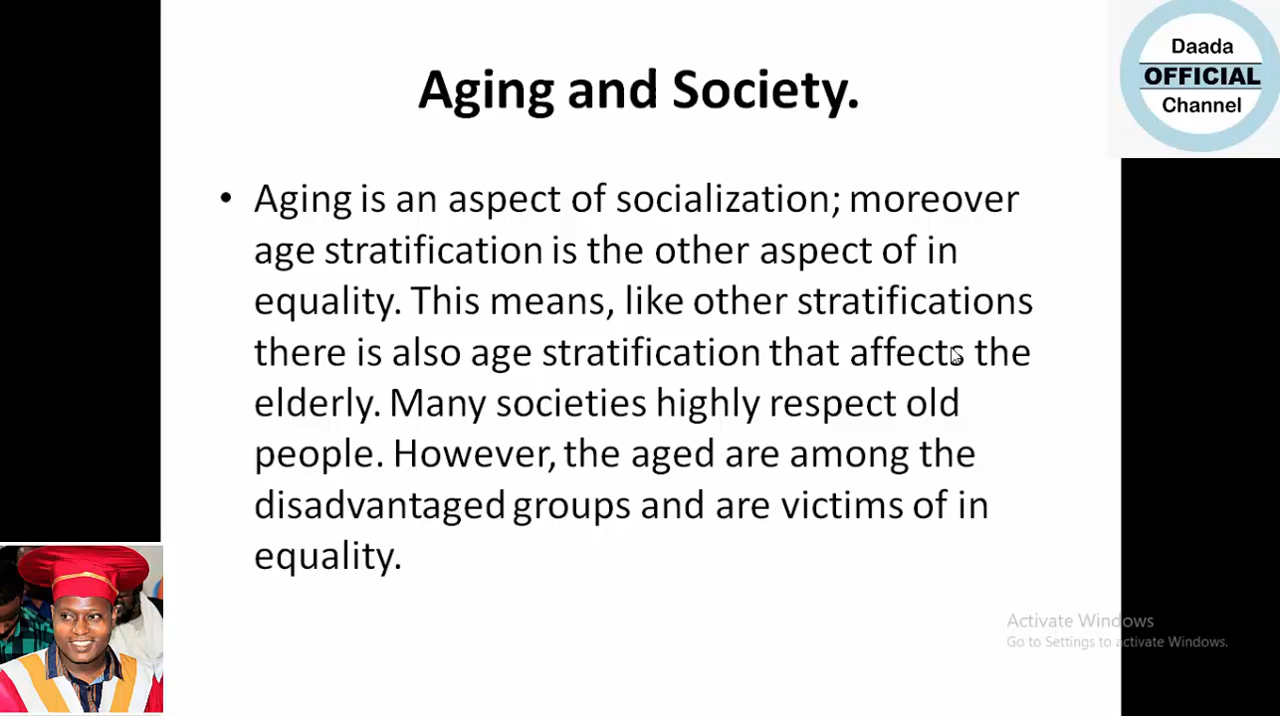 Aging and Society.
Daada
OFFICIAL
Channel
• Aging is an aspect of socialization; moreover
age stratification is the other aspect of in
equality. This means, like other stratifications
there is also age stratification that affects the
elderly. Many societies highly respect old
people. However, the aged are among the
disadvantaged groups and are victims of in
equality.
Activate Windows
Go to Settings to activate Windows.